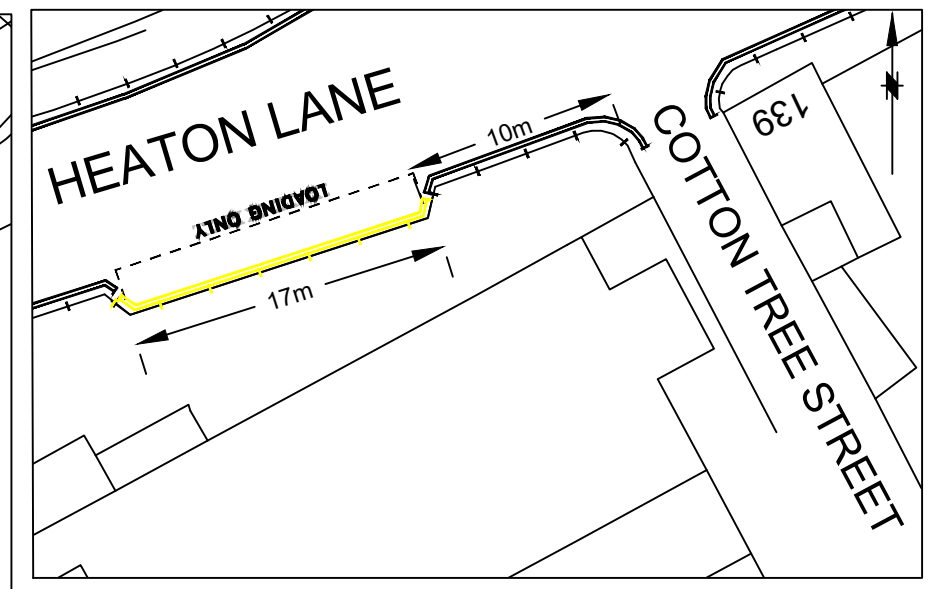 HEATON LANE
10m
139
LOADING ONLY
17m
COTTON TREE STREET